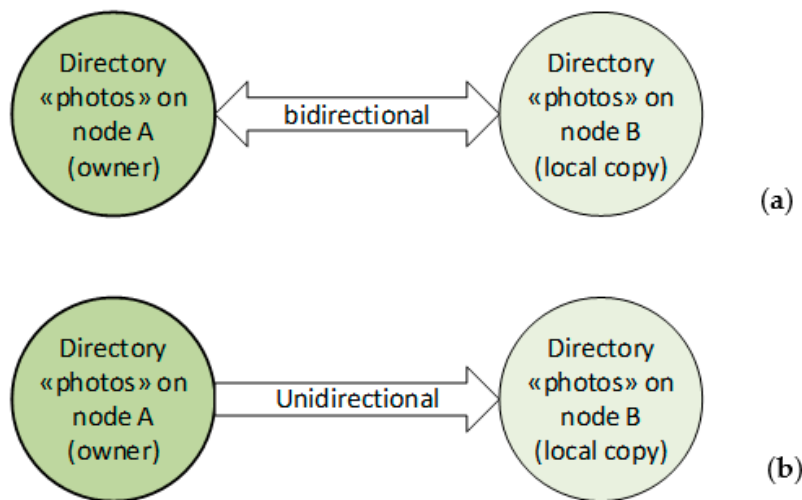 Directory
«photos» on
node A
(owner)
bidirectional
Directory
«photos» on
node B
(local copy)
(a)
Directory
«photos» on
node A
(owner)
Unidirectional
Directory
«photos» on
node B
(local copy)
(b)